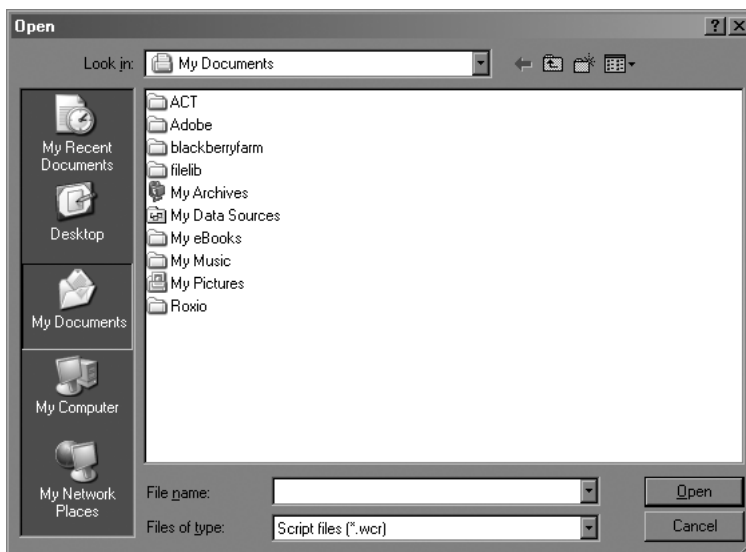 Open
Look in:
My Documents
My Recent
Documents
Desktop
My Documents
My Computer
My Network
Places
ACT
Adobe
blackberryfarm
filelib
My Archives
My Data Sources
My eBooks
My Music
My Pictures
Roxio
File name:
Open
Files of type:
Script files (*.wcr)
Cancel